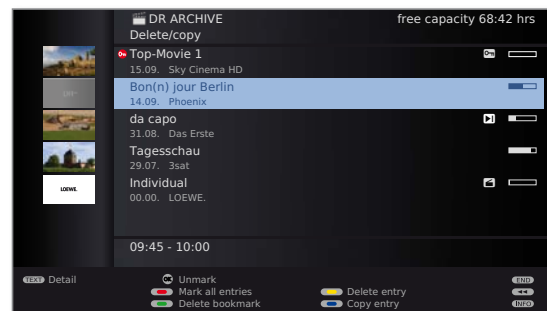 DR ARCHIVE free capacity 68:42 hrs
Delete/copy
Top-Movie 1
15.09. Sky Cinema HD
Bon(n) jour Berlin
14.09. Phoenix
da capo
31.08. Das Erste
Tagesschau
29.07. 3sat
Individual
00.00. LOEWE.
LOEWE.
09:45 - 10:00
TEXT Detail OK Unmark END
Mark all entries Delete entry
Delete bookmark Copy entry INFO